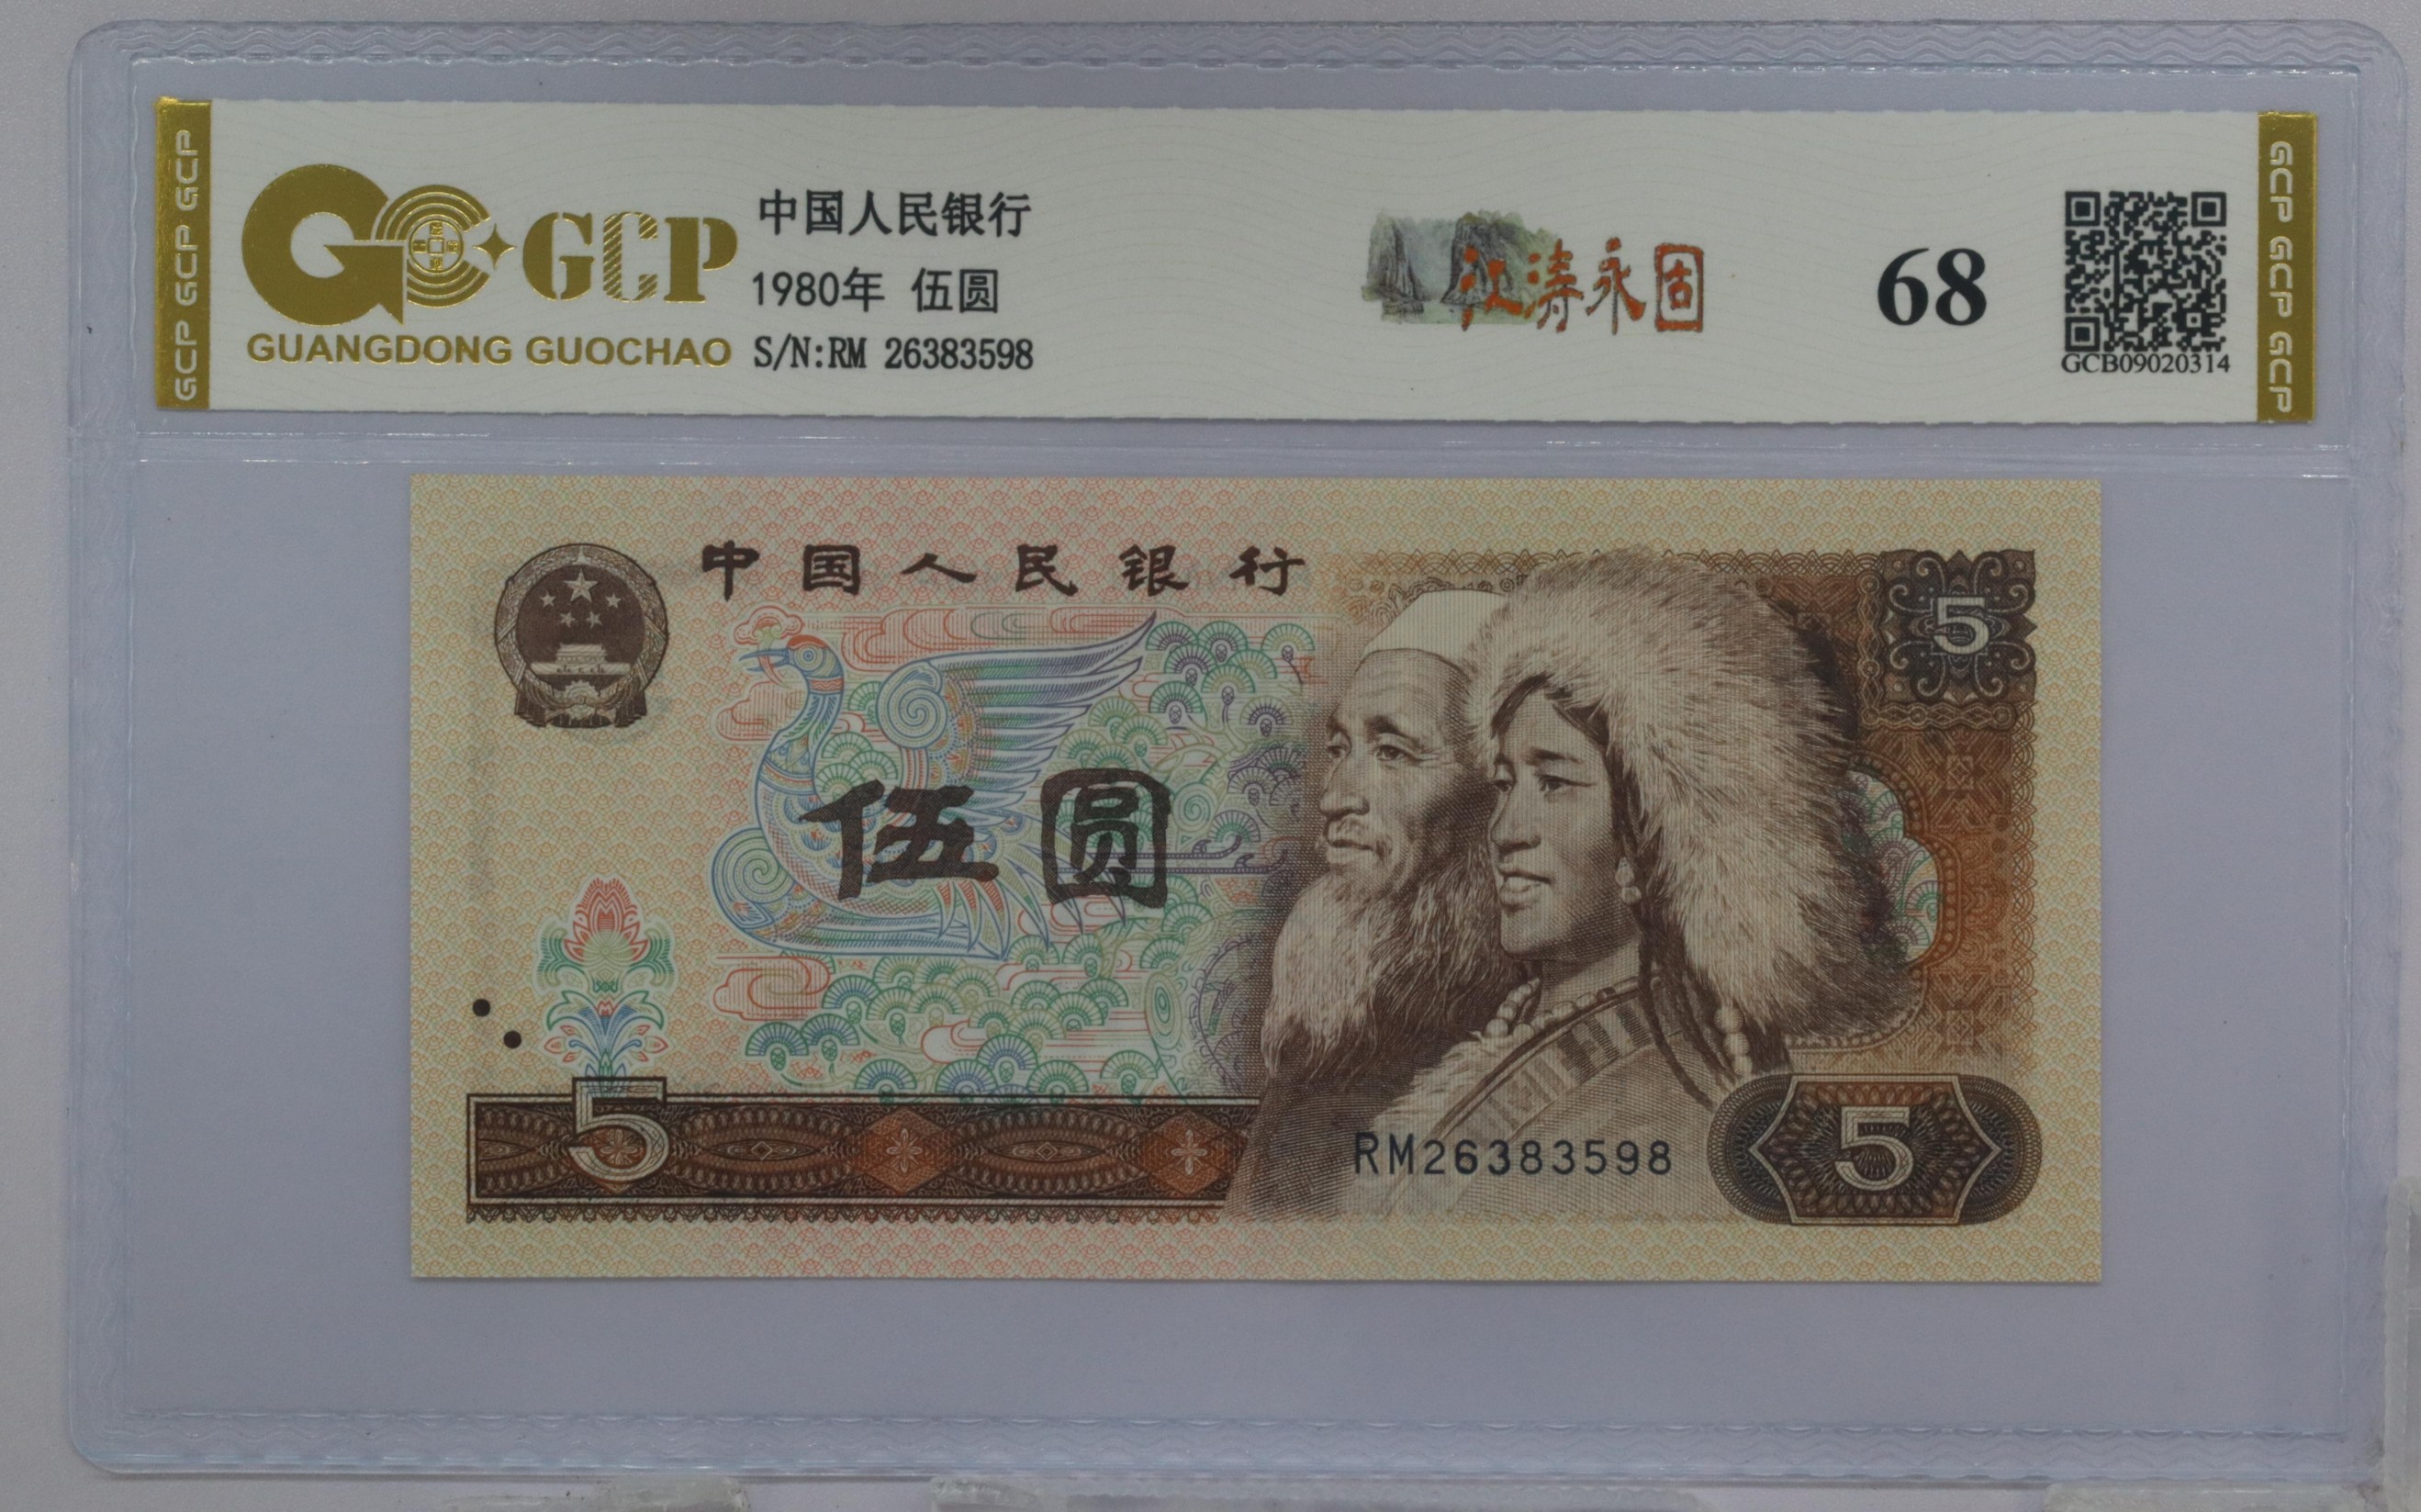 GCP GCP GCP
GCP
GUANGDONG GUOCHAO
中国人民银行
1980年 伍圆
S/N:RM 26383598
江涛永固
68
GCB09020314
GCP GCP GCP
中国人民银行
5
伍圆
5
RM26383598
5